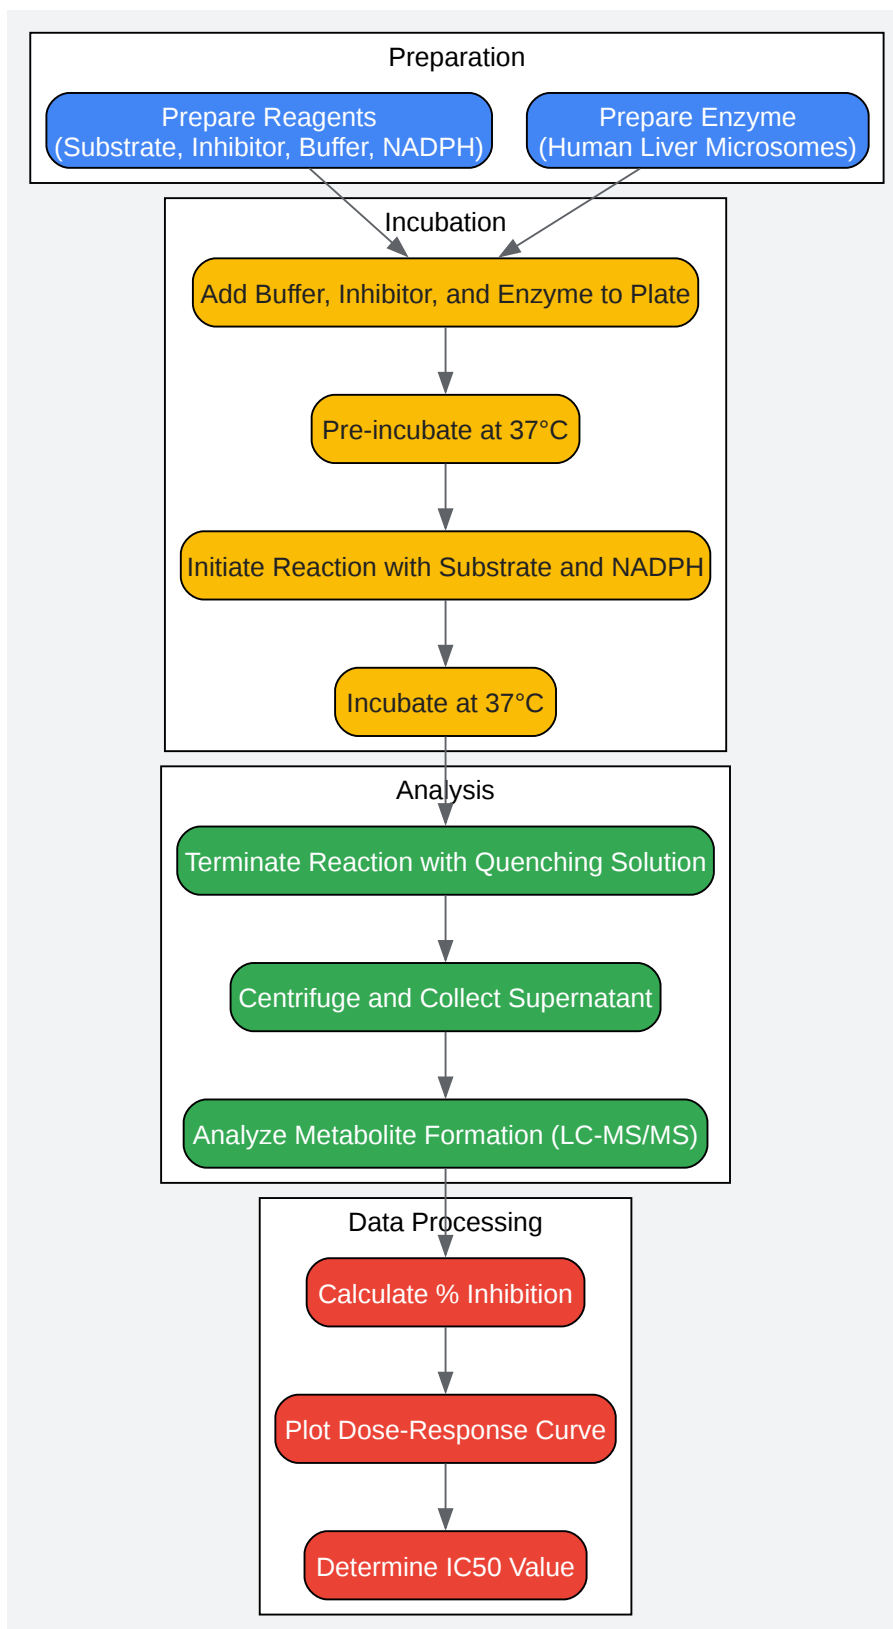 Preparation
Prepare Reagents
(Substrate, Inhibitor, Buffer, NADPH)
Prepare Enzyme
(Human Liver Microsomes)
Incubation
Add Buffer, Inhibitor, and Enzyme to Plate
Pre-incubate at 37°C
Initiate Reaction with Substrate and NADPH
Incubate at 37°C
Analysis
Terminate Reaction with Quenching Solution
Centrifuge and Collect Supernatant
Analyze Metabolite Formation (LC-MS/MS)
Data Processing
Calculate % Inhibition
Plot Dose-Response Curve
Determine IC50 Value